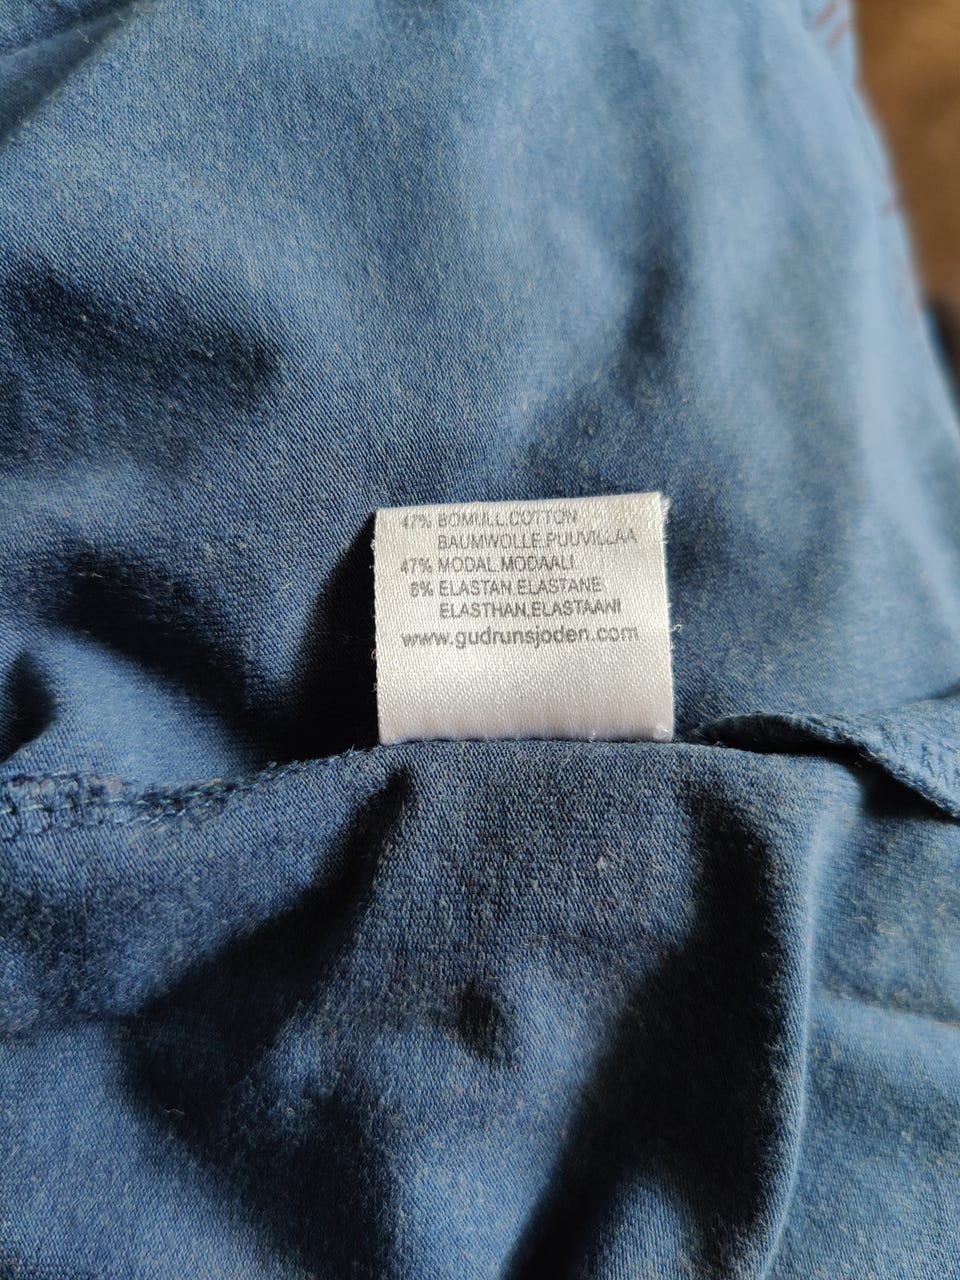 47% BOMULL.COTTON
BAUMWOLLE.PUUVILLAA
47% MODAL.MODAALI
6% ELASTAN,ELASTANE
ELASTHAN,ELASTAANI
www.gudrunsjoden.com